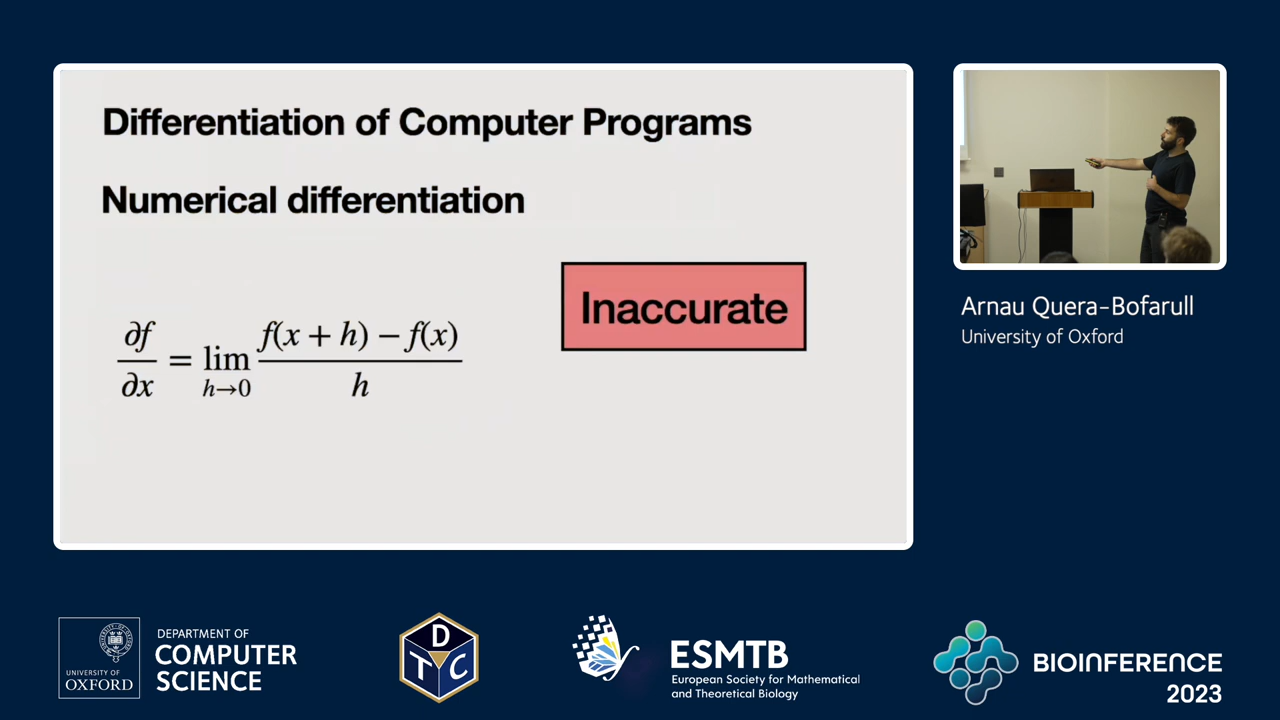 Differentiation of Computer Programs
Numerical differentiation
Inaccurate
∂f/∂x = lim h→0 f(x + h) − f(x) / h
Arnau Quera-Bofarull
University of Oxford
UNIVERSITY OF
OXFORD
DEPARTMENT OF
COMPUTER
SCIENCE
D
T C
ESMTB
European Society for Mathematical
and Theoretical Biology
BIOINFERENCE
2023